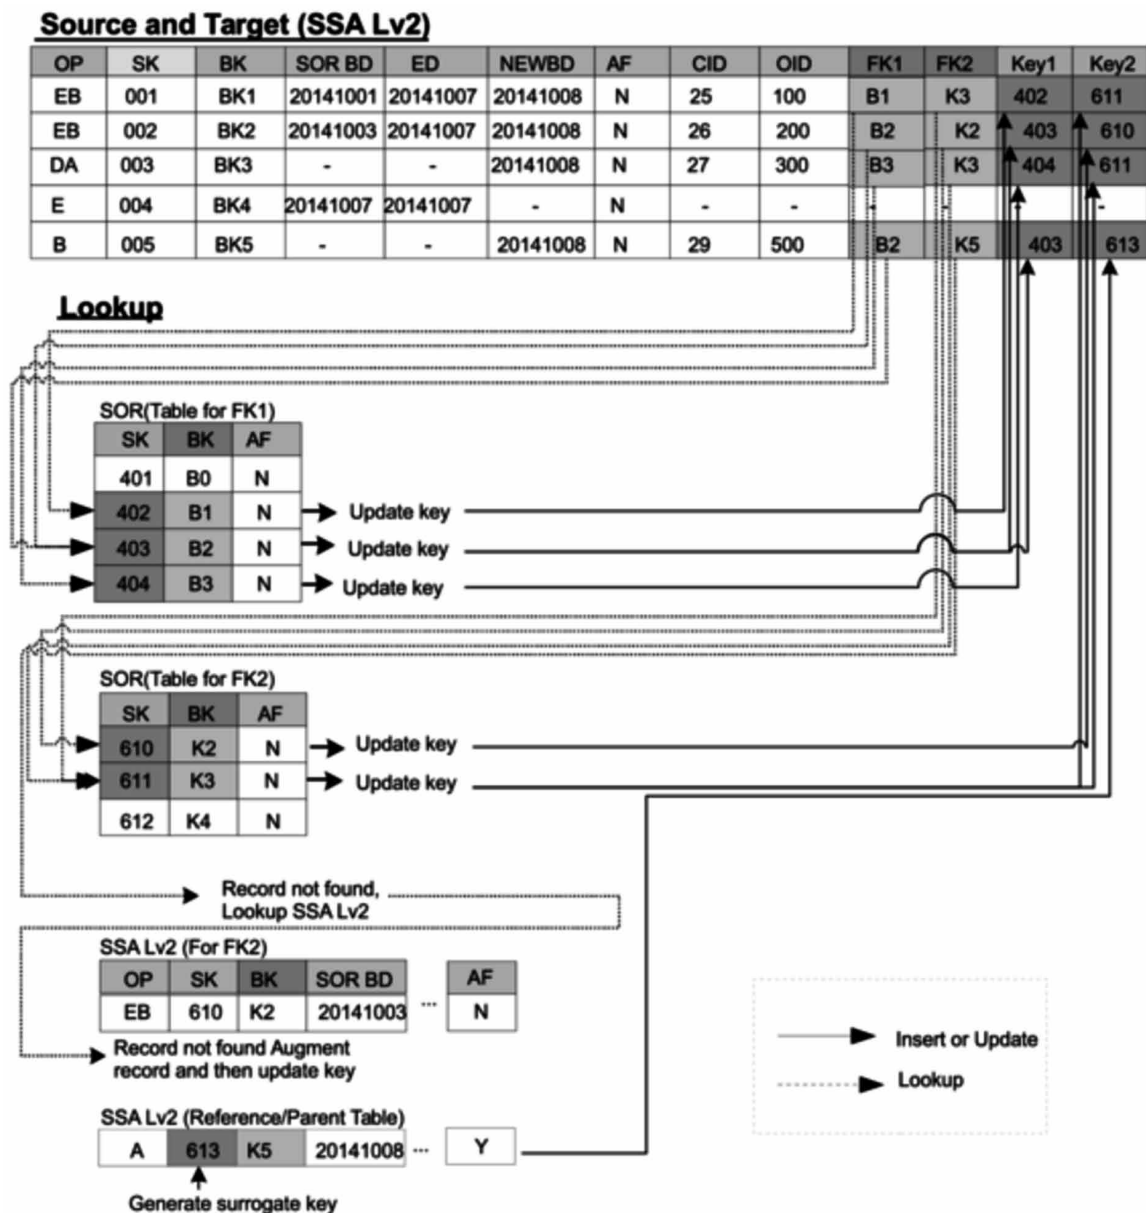 Source and Target (SSA Lv2)
OP SK BK SOR BD ED NEWBD AF CID OID FK1 FK2 Key1 Key2
EB 001 BK1 20141001 20141007 20141008 N 25 100 B1 K3 402 611
EB 002 BK2 20141003 20141007 20141008 N 26 200 B2 K2 403 610
DA 003 BK3 - - 20141008 N 27 300 B3 K3 404 611
E 004 BK4 20141007 20141007 - N - - - - - -
B 005 BK5 - - 20141008 N 29 500 B2 K5 403 613
Lookup
SOR(Table for FK1)
SK BK AF
401 B0 N
402 B1 N Update key
403 B2 N Update key
404 B3 N Update key
SOR(Table for FK2)
SK BK AF
610 K2 N Update key
611 K3 N Update key
612 K4 N
Record not found,
Lookup SSA Lv2
SSA Lv2 (For FK2)
OP SK BK SOR BD AF
EB 610 K2 20141003 ... N
Record not found Augment
record and then update key
Insert or Update
Lookup
SSA Lv2 (Reference/Parent Table)
A 613 K5 20141008 ... Y
Generate surrogate key